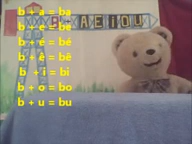 b + a = ba
B - A E I O U
b + e = be
b + é = bé
b + ê = bê
b + i = bi
b + o = bo
b + u = bu